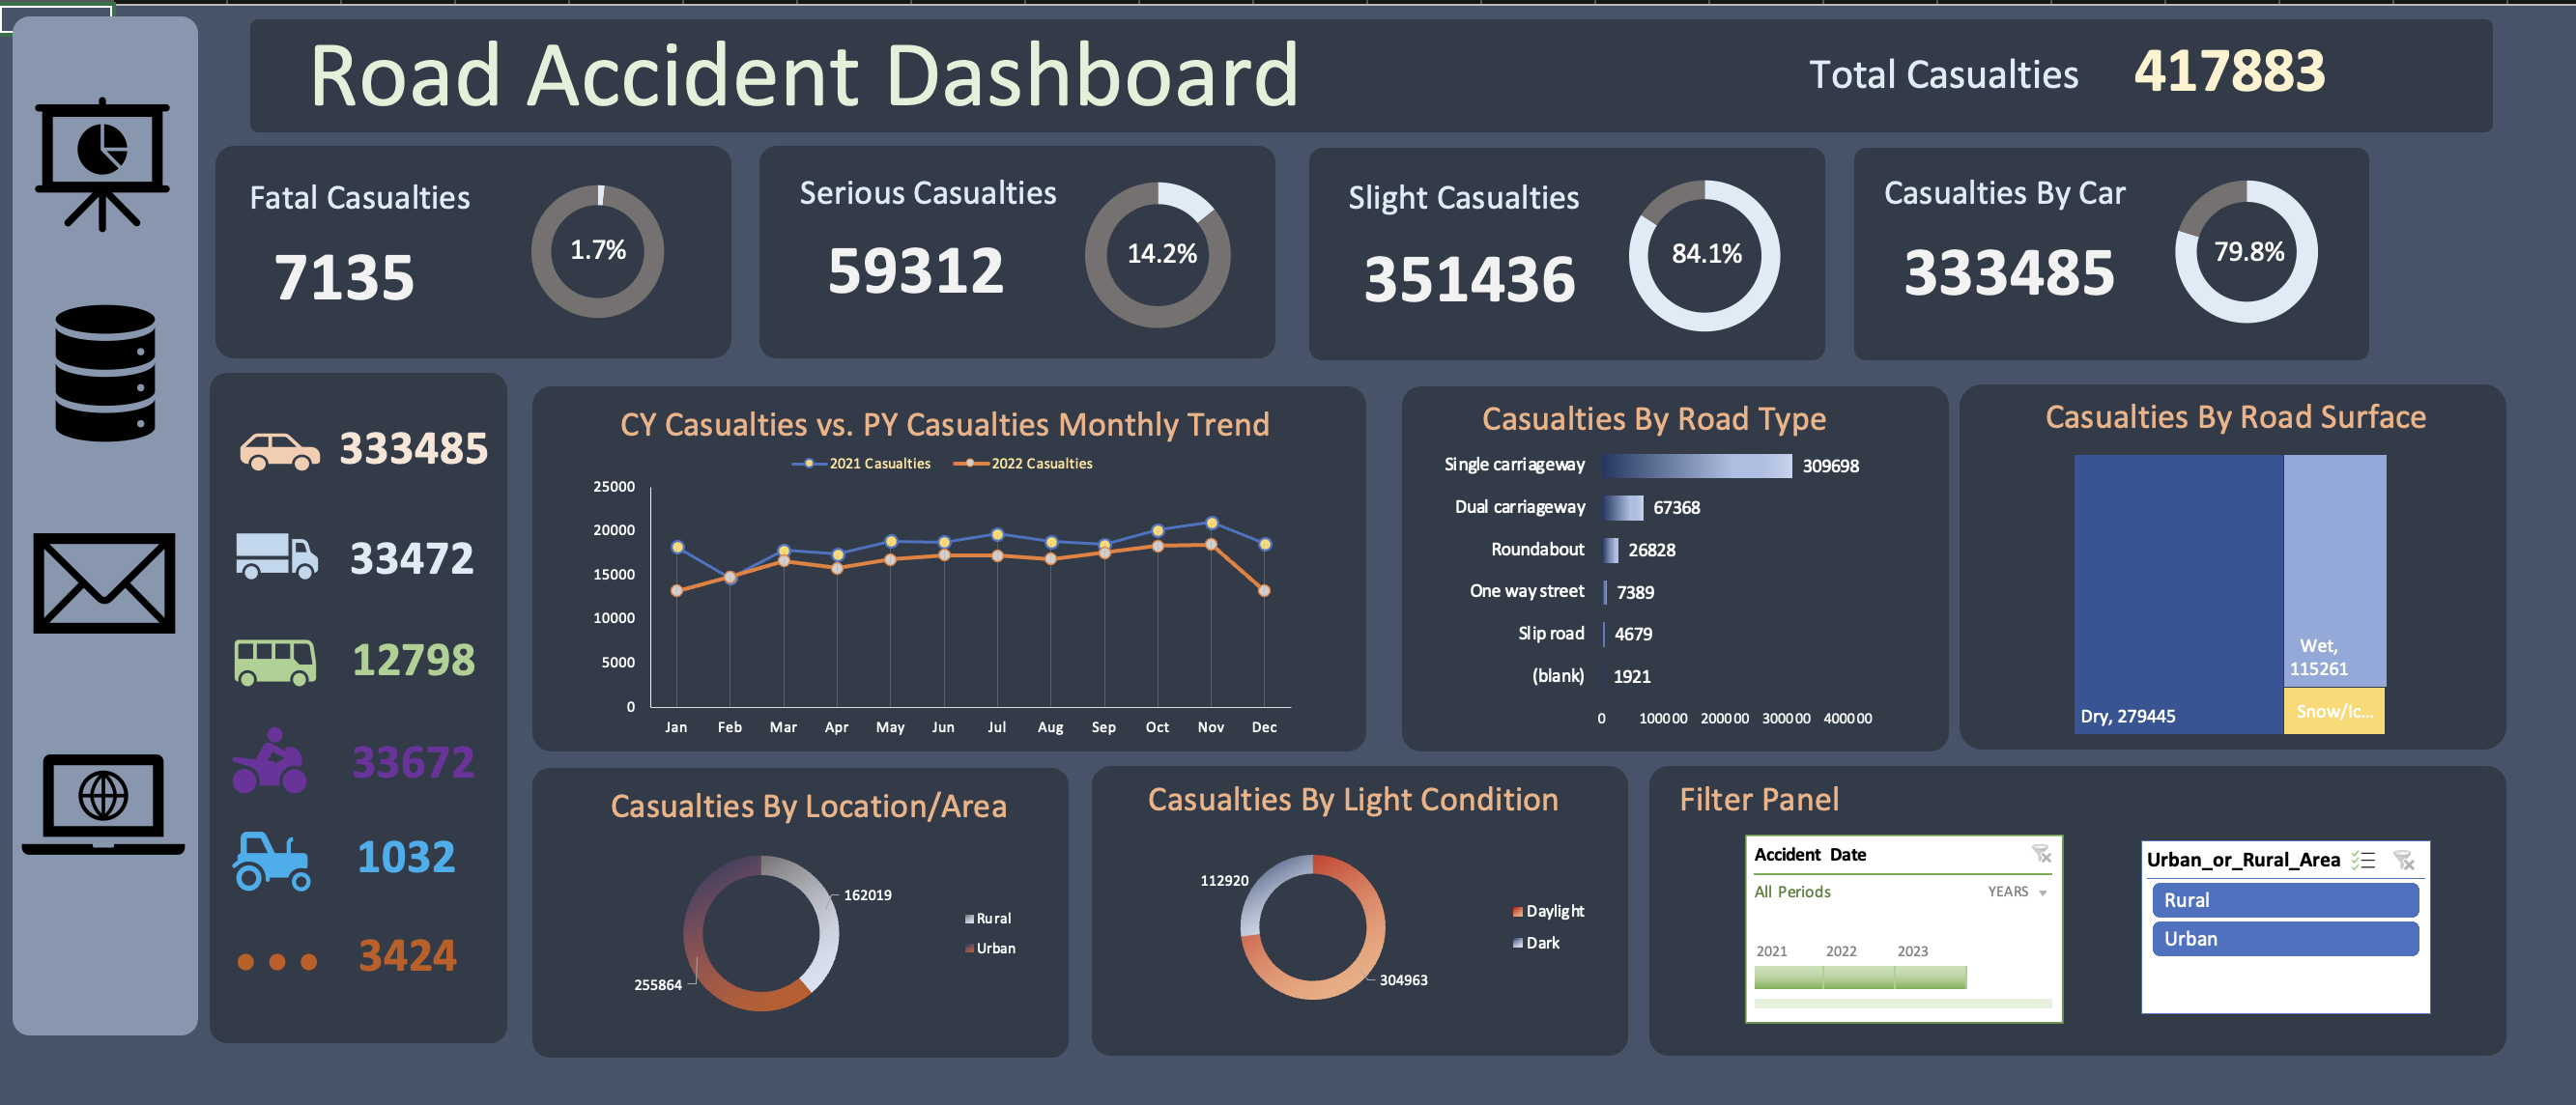 Road Accident Dashboard
Total Casualties 417883
Fatal Casualties
7135
1.7%
Serious Casualties
59312
14.2%
Slight Casualties
351436
84.1%
Casualties By Car
333485
79.8%
333485
33472
12798
33672
1032
3424
CY Casualties vs. PY Casualties Monthly Trend
2021 Casualties 2022 Casualties
25000
20000
15000
10000
5000
0
Jan Feb Mar Apr May Jun Jul Aug Sep Oct Nov Dec
Casualties By Road Type
Single carriageway 309698
Dual carriageway 67368
Roundabout 26828
One way street 7389
Slip road 4679
(blank) 1921
0 100000 200000 300000 400000
Casualties By Road Surface
Wet,
115261
Dry, 279445
Snow/Ic...
Casualties By Location/Area
162019
255864
Rural
Urban
Casualties By Light Condition
112920
304963
Daylight
Dark
Filter Panel
Accident Date
All Periods YEARS
2021 2022 2023
Urban_or_Rural_Area
Rural
Urban